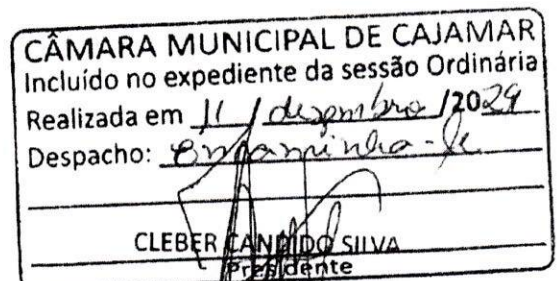 CÂMARA MUNICIPAL DE CAJAMAR
Incluído no expediente da sessão Ordinária
Realizada em 11 / dezembro /2024
Despacho: Encaminha-se
CLEBER CANDIDO SILVA
Presidente